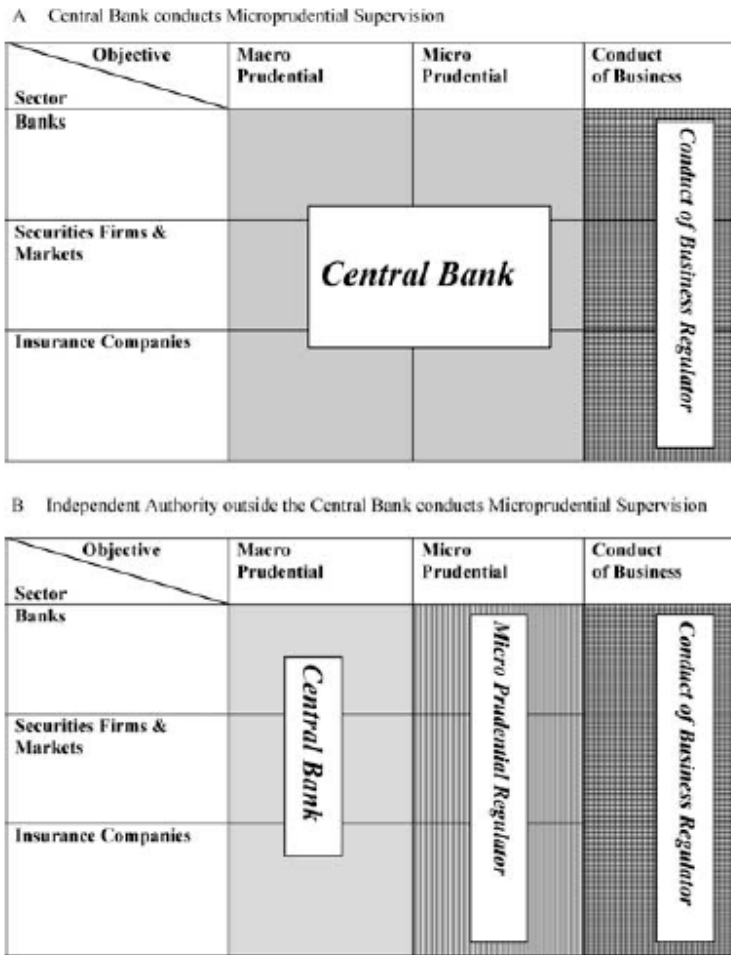 A Central Bank conducts Microprudential Supervision
Objective
Sector
Macro
Prudential
Micro
Prudential
Conduct
of Business
Banks
Securities Firms &
Markets
Insurance Companies
Central Bank
Conduct of Business Regulator
B Independent Authority outside the Central Bank conducts Microprudential Supervision
Objective
Sector
Macro
Prudential
Micro
Prudential
Conduct
of Business
Banks
Securities Firms &
Markets
Insurance Companies
Central Bank
Micro Prudential Regulator
Conduct of Business Regulator